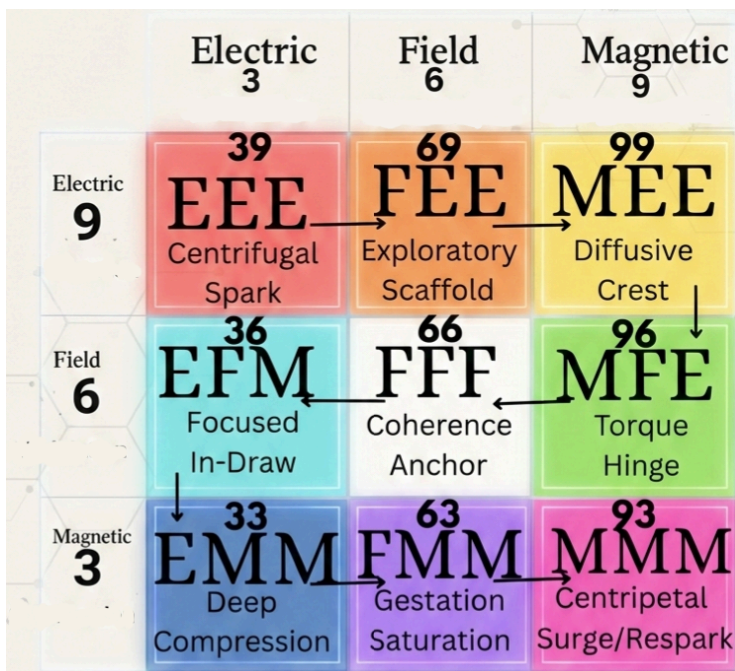 Electric
3
Field
6
Magnetic
9
Electric
9
39
EEE
Centrifugal
Spark
69
FEE
Exploratory
Scaffold
99
MEE
Diffusive
Crest
Field
6
36
EFM
Focused
In-Draw
66
FFF
Coherence
Anchor
96
MFE
Torque
Hinge
Magnetic
3
33
EMM
Deep
Compression
63
FMM
Gestation
Saturation
93
MMM
Centripetal
Surge/Respark